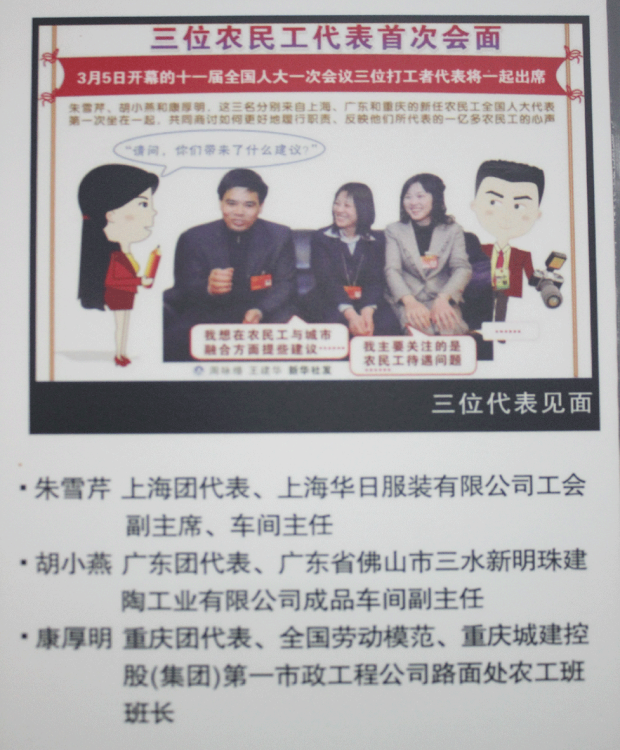 三位农民工代表首次会面
3月5日开幕的十一届全国人大一次会议三位打工者代表将一起出席
朱雪芹、胡小燕和康厚明，这三名分别来自上海、广东和重庆的新任农民工全国人大代表
第一次坐在一起，共同商讨如何更好地履行职责、反映他们所代表的一亿多农民工的心声
“请问，你们带来了什么建议？”
我想在农民工与城市
融合方面提些建议……
我主要关注的是
农民工待遇问题
……
……
王建华 新华社发
三位代表见面
·朱雪芹 上海团代表、上海华日服装有限公司工会
副主席、车间主任
·胡小燕 广东团代表、广东省佛山市三水新明珠建
陶工业有限公司成品车间副主任
·康厚明 重庆团代表、全国劳动模范、重庆城建控
股(集团)第一市政工程公司路面处农工班
班长